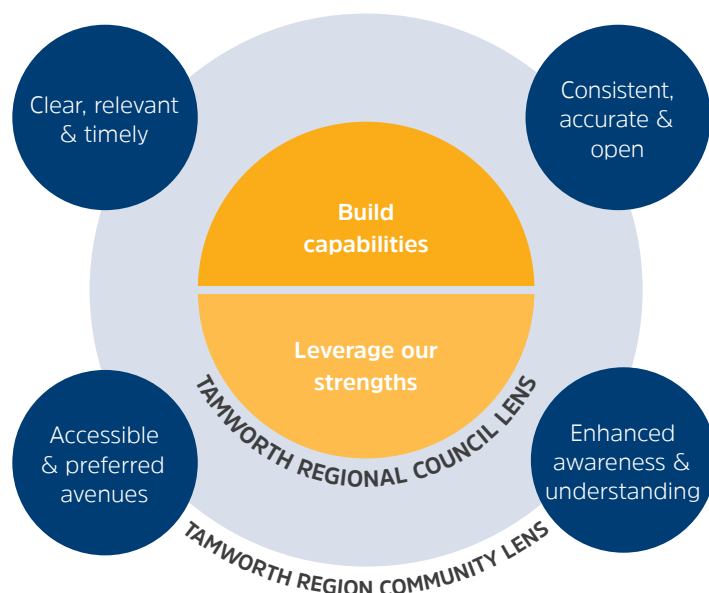 Clear, relevant
& timely
Consistent,
accurate &
open
Build
capabilities
Leverage our
strengths
TAMWORTH REGIONAL COUNCIL LENS
Accessible
& preferred
avenues
Enhanced
awareness &
understanding
TAMWORTH REGION COMMUNITY LENS